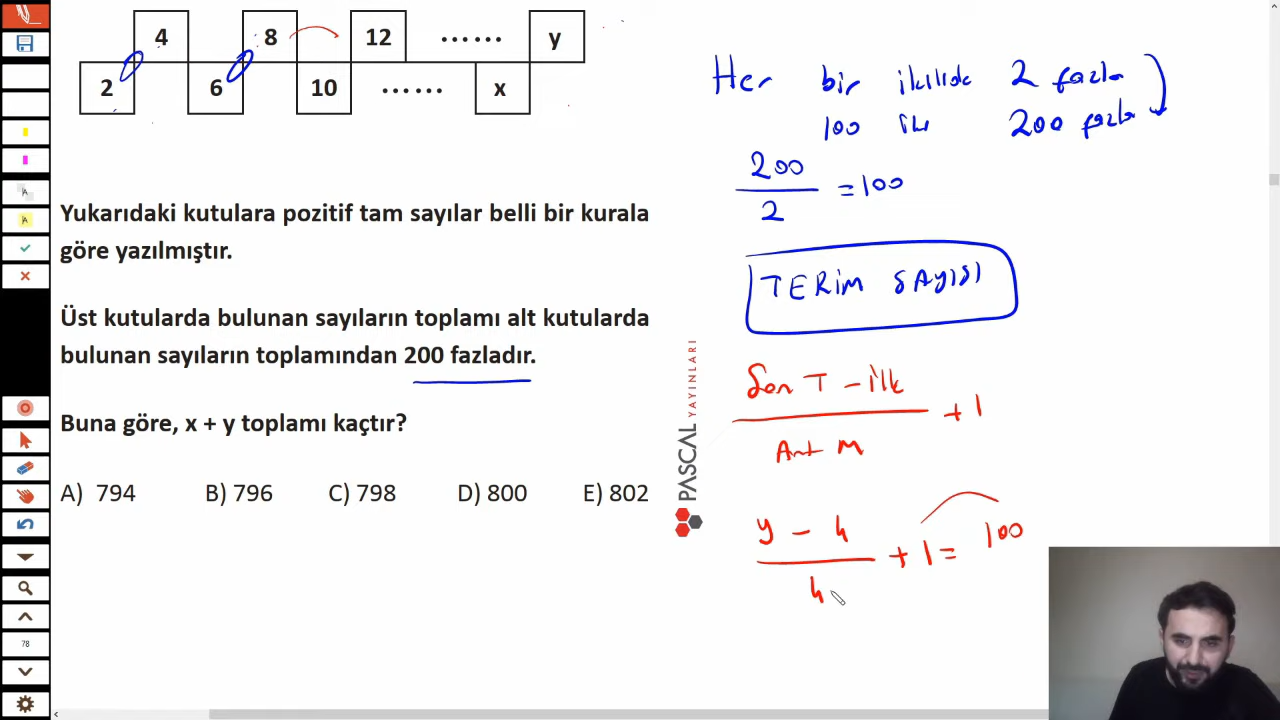 4 8 12 ...... y
2 6 10 ...... x
Yukarıdaki kutulara pozitif tam sayılar belli bir kurala
göre yazılmıştır.
Üst kutularda bulunan sayıların toplamı alt kutularda
bulunan sayıların toplamından 200 fazladır.
Buna göre, x + y toplamı kaçtır?
A) 794 B) 796 C) 798 D) 800 E) 802
PASCAL YAYINLARI
Her bir ikilide 2 fazla
100 iki 200 fazla
200
2
=100
TERİM SAYISI
Son T - ilk
Art M
+ 1
y - 4
4
+ 1 = 100
78